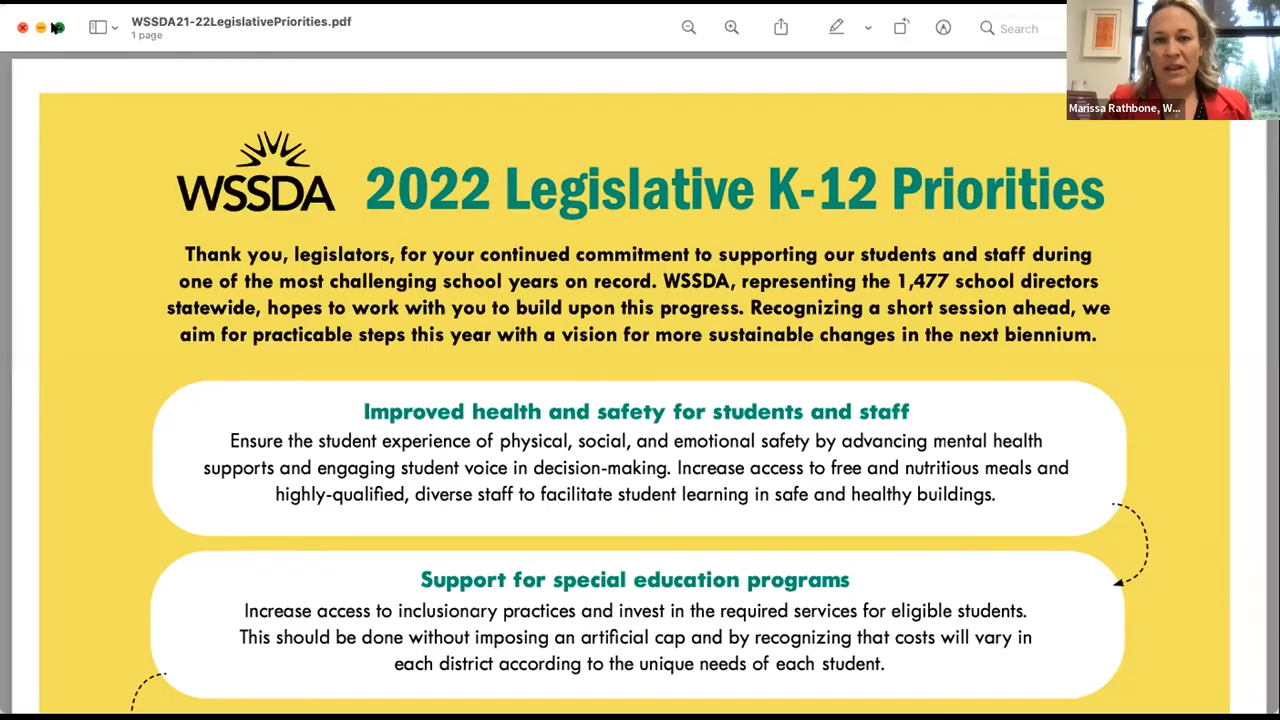 WSSDA21-22LegislativePriorities.pdf
1 page
Search
Marissa Rathbone, W...
WSSDA
2022 Legislative K-12 Priorities
Thank you, legislators, for your continued commitment to supporting our students and staff during
one of the most challenging school years on record. WSSDA, representing the 1,477 school directors
statewide, hopes to work with you to build upon this progress. Recognizing a short session ahead, we
aim for practicable steps this year with a vision for more sustainable changes in the next biennium.
Improved health and safety for students and staff
Ensure the student experience of physical, social, and emotional safety by advancing mental health
supports and engaging student voice in decision-making. Increase access to free and nutritious meals and
highly-qualified, diverse staff to facilitate student learning in safe and healthy buildings.
Support for special education programs
Increase access to inclusionary practices and invest in the required services for eligible students.
This should be done without imposing an artificial cap and by recognizing that costs will vary in
each district according to the unique needs of each student.